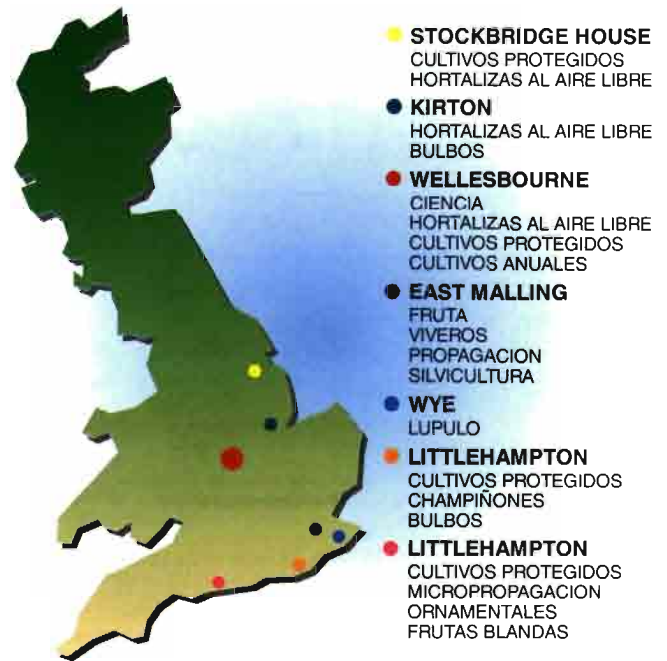 STOCKBRIDGE HOUSE
CULTIVOS PROTEGIDOS
HORTALIZAS AL AIRE LIBRE
KIRTON
HORTALIZAS AL AIRE LIBRE
BULBOS
WELLESBOURNE
CIENCIA
HORTALIZAS AL AIRE LIBRE
CULTIVOS PROTEGIDOS
CULTIVOS ANUALES
EAST MALLING
FRUTA
VIVEROS
PROPAGACION
SILVICULTURA
WYE
LUPULO
LITTLEHAMPTON
CULTIVOS PROTEGIDOS
CHAMPIÑONES
BULBOS
LITTLEHAMPTON
CULTIVOS PROTEGIDOS
MICROPROPAGACION
ORNAMENTALES
FRUTAS BLANDAS